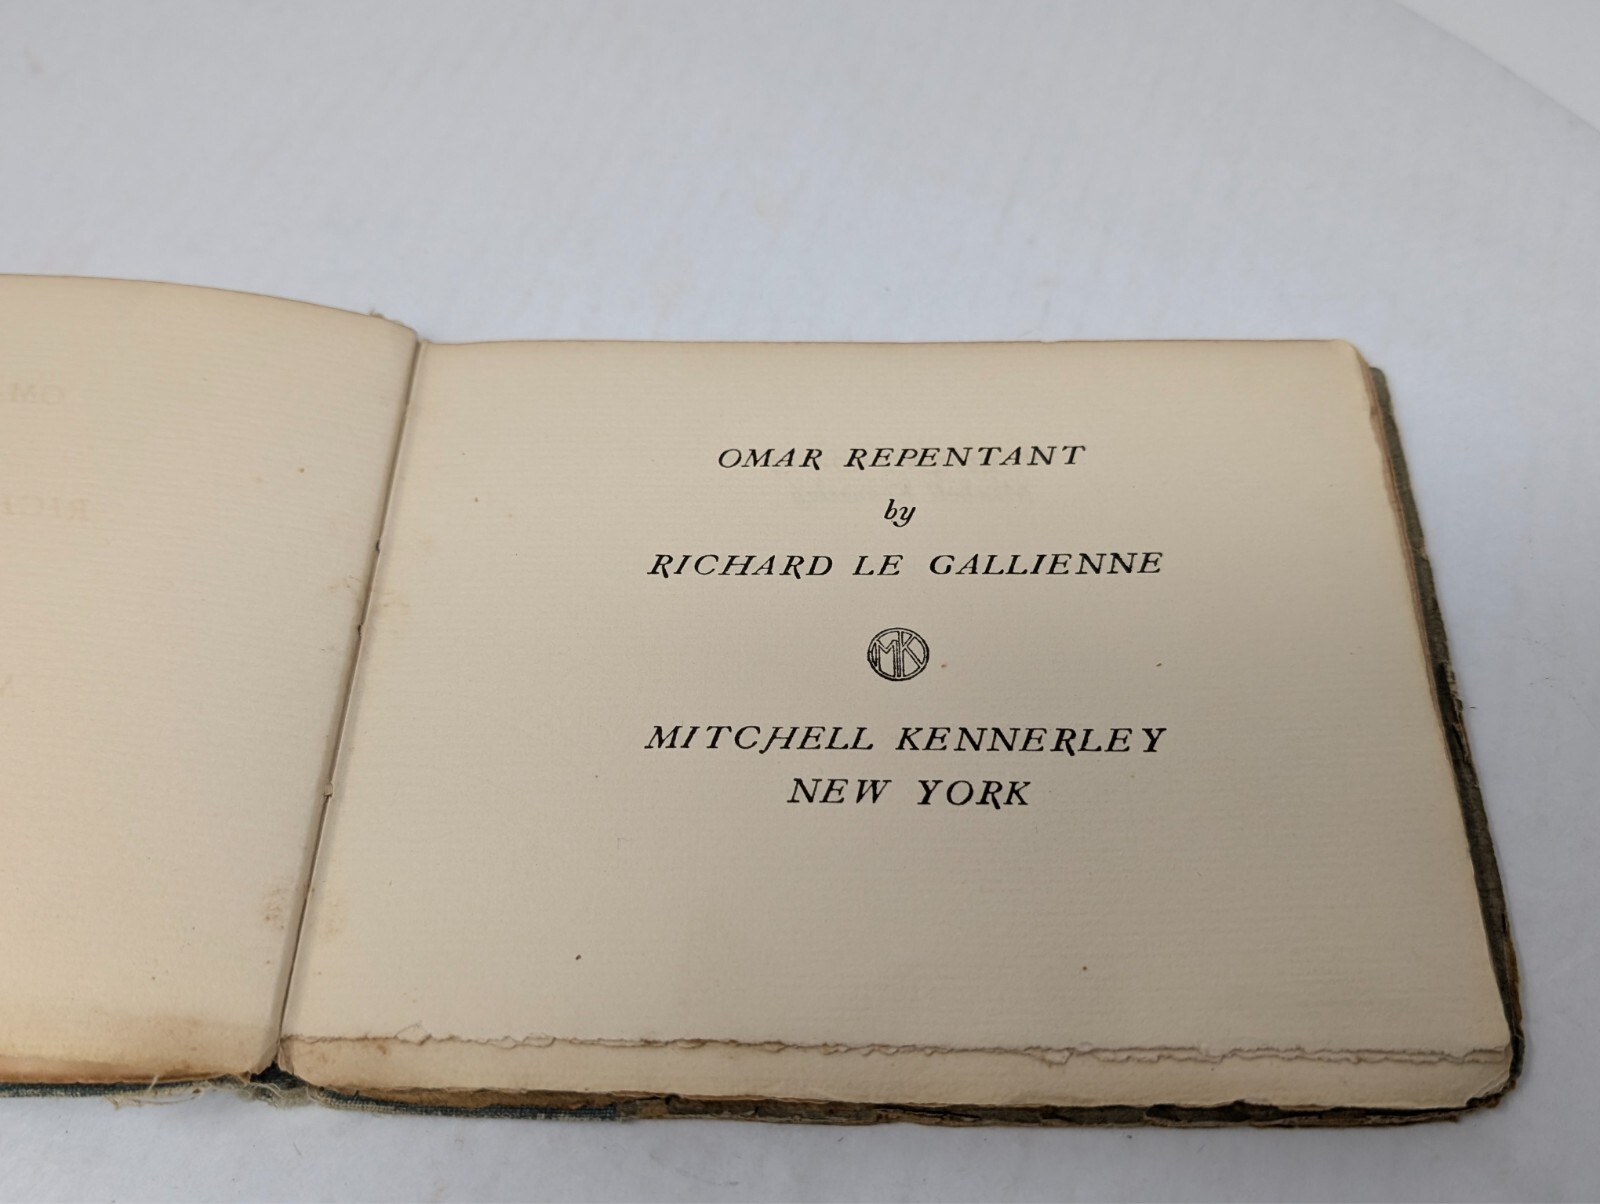 OMAR REPENTANT
by
RICHARD LE GALLIENNE
MK
MITCHELL KENNERLEY
NEW YORK